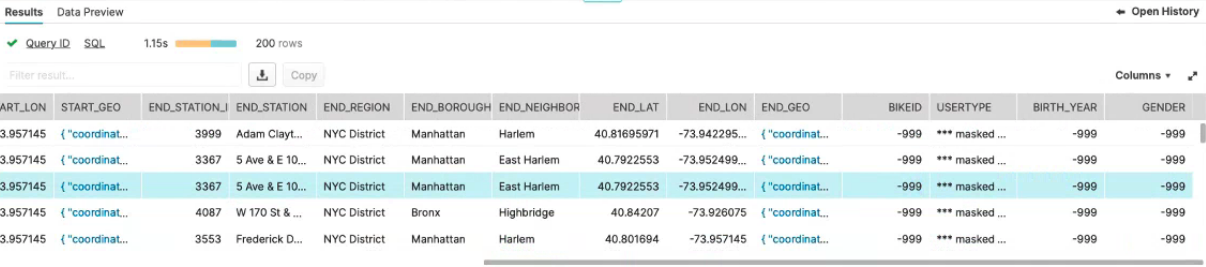 Results Data Preview Open History
Query ID SQL 1.15s 200 rows
Filter result... Copy Columns
ART_LON START_GEO END_STATION_I END_STATION END_REGION END_BOROUGH END_NEIGHBOR END_LAT END_LON END_GEO BIKEID USERTYPE BIRTH_YEAR GENDER
3.957145 { "coordinat... 3999 Adam Clayt... NYC District Manhattan Harlem 40.81695971 -73.942295... { "coordinat... -999 *** masked ... -999 -999
3.957145 { "coordinat... 3367 5 Ave & E 10... NYC District Manhattan East Harlem 40.7922553 -73.952499... { "coordinat... -999 *** masked ... -999 -999
3.957145 { "coordinat... 3367 5 Ave & E 10... NYC District Manhattan East Harlem 40.7922553 -73.952499... { "coordinat... -999 *** masked ... -999 -999
3.957145 { "coordinat... 4087 W 170 St & ... NYC District Bronx Highbridge 40.84207 -73.926075 { "coordinat... -999 *** masked ... -999 -999
3.957145 { "coordinat... 3553 Frederick D... NYC District Manhattan Harlem 40.801694 -73.957145 { "coordinat... -999 *** masked ... -999 -999